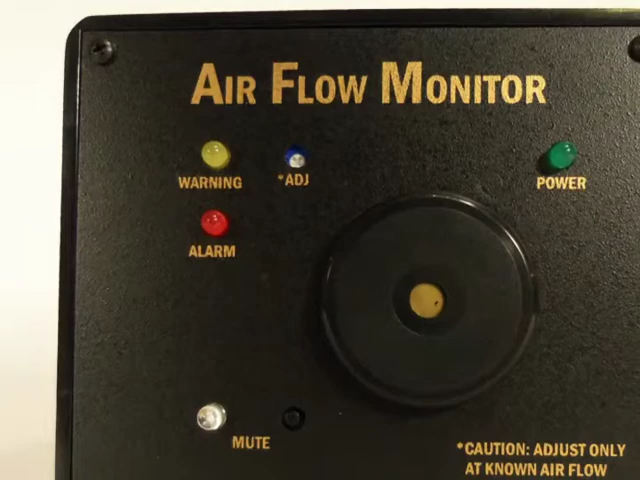 AIR FLOW MONITOR
WARNING
*ADJ
POWER
ALARM
MUTE
*CAUTION: ADJUST ONLY
AT KNOWN AIR FLOW